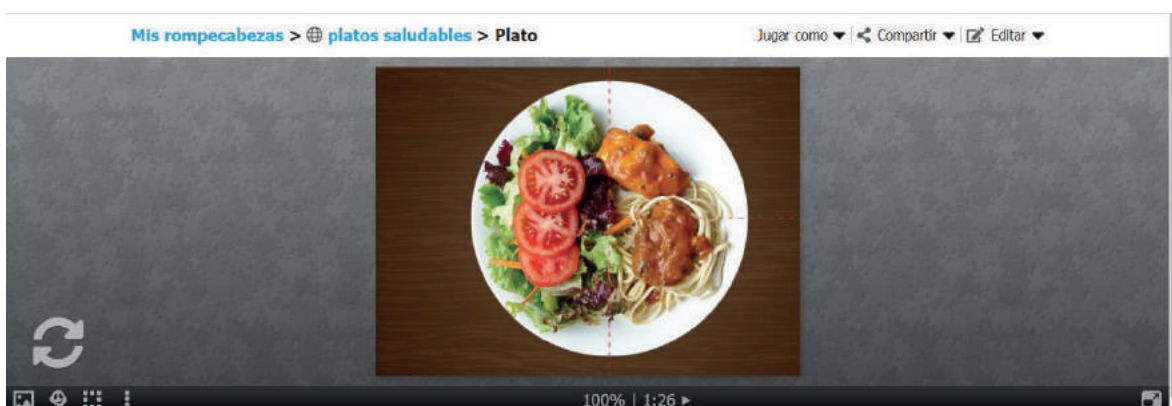 Mis rompecabezas > platos saludables > Plato
Jugar como Compartir Editar
100% | 1:26